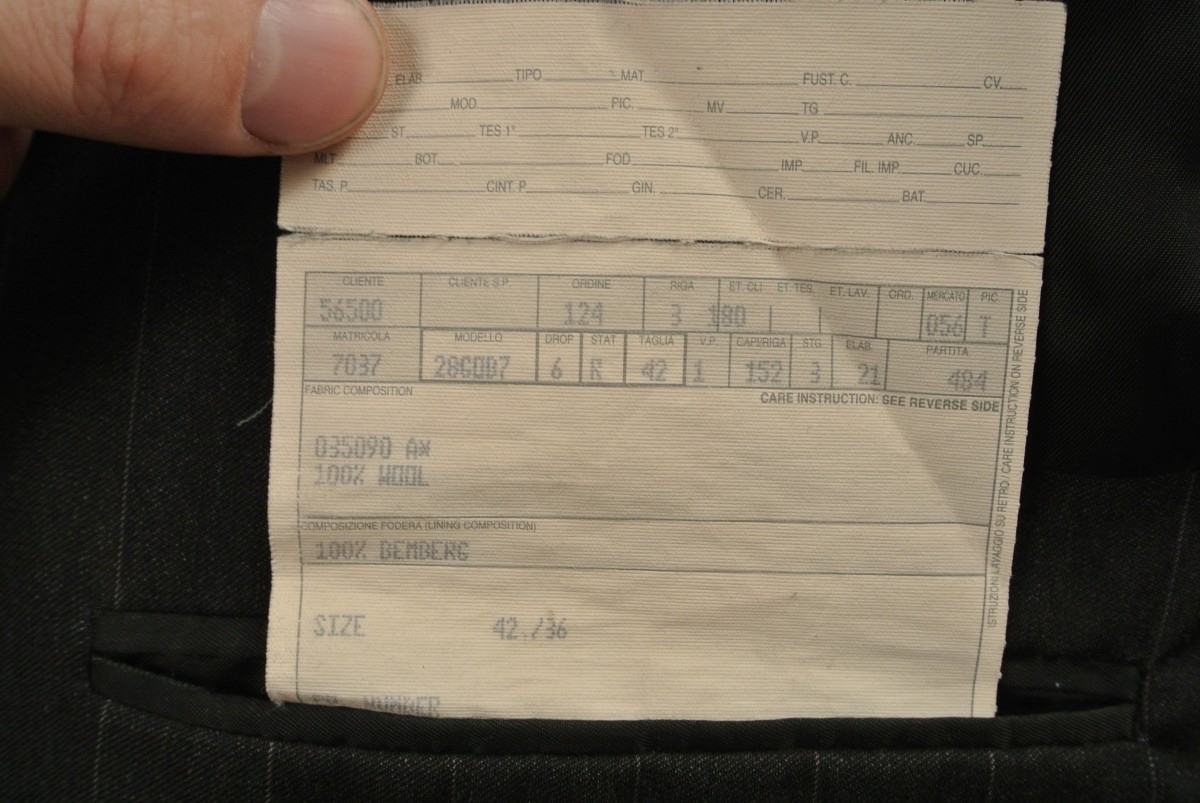 ELAB. TIPO MAT. FUST. C. CV.
MOD. PIC. MV TG
ST. TES 1° TES 2° V.P. ANC. SP.
MLT. BOT. FOD. IMP. FIL. IMP. CUC.
TAS. P. CINT. P. GIN. CER. BAT.
CLIENTE CLIENTE S.P. ORDINE RIGA ET. CLI ET. TES. ET. LAV. ORD. MERCATO PIC.
56500 124 3 180 056 T
MATRICOLA MODELLO DROP STAT TAGLIA V.P. CAPI/RIGA STG ELAB. PARTITA
7037 6 R 42 1 152 3 21 484
FABRIC COMPOSITION CARE INSTRUCTION: SEE REVERSE SIDE
035090 A*
100% WOOL
COMPOSIZIONE FODERA (LINING COMPOSITION)
100% BEMBERG
SIZE 42 /36
NUMBER
ISTRUZIONI LAVAGGIO SU RETRO / CARE INSTRUCTION ON REVERSE SIDE